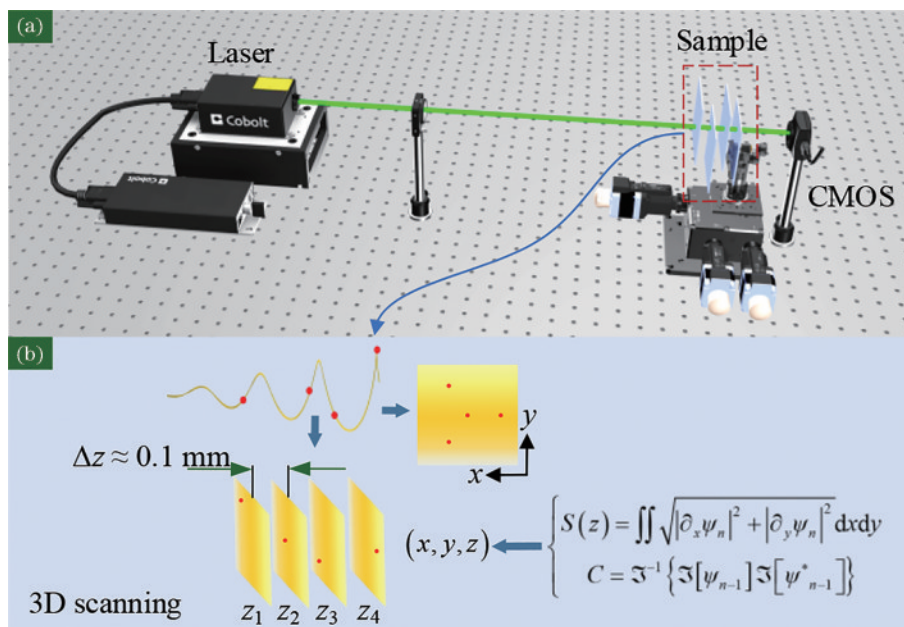 (a)
Laser
Sample
Cobolt
Cobolt
CMOS
(b)
Δz ≈ 0.1 mm
y
x
(x, y, z)
S(z) = ∬√(|∂ₓψₙ|² + |∂ᵧψₙ|²) dxdy
C = ℑ⁻¹{ℑ[ψₙ₋₁]ℑ[ψ*ₙ₋₁]}
3D scanning
z₁ z₂ z₃ z₄